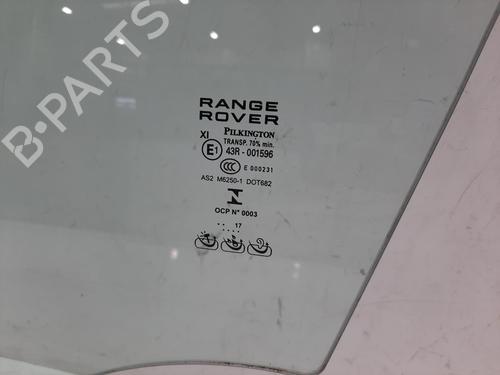 B-PARTS
RANGE
ROVER
XI PILKINGTON
TRANSP. 70% min.
E1 43R - 001596
CCC E 000231
AS2 M6250-1 DOT682
OCP N° 0003
.. 17